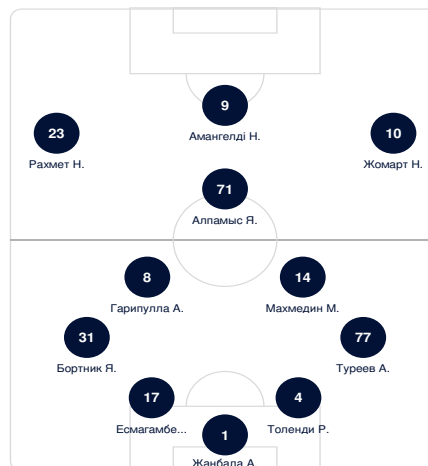 9
Амангелді Н.
23
Рахмет Н.
10
Жомарт Н.
71
Алпамыс Я.
8
Гарипулла А.
14
Махмедин М.
31
Бортник Я.
77
Туреев А.
17
Есмагамбе...
4
Толенди Р.
1
Жанбала А